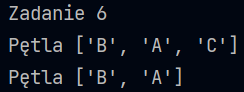 Zadanie 6
Pętla ['B', 'A', 'C']
Pętla ['B', 'A']